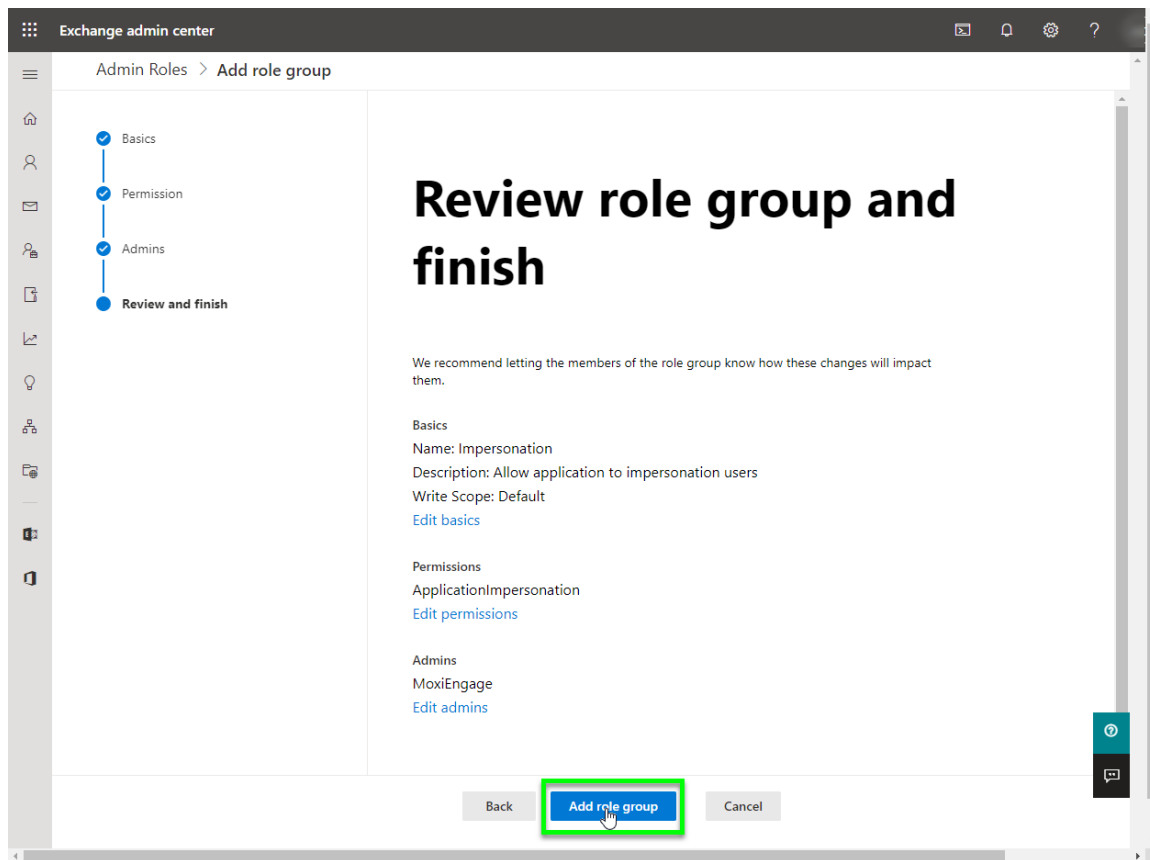 Exchange admin center
?
Admin Roles > Add role group
Basics
Permission
Admins
Review and finish
Review role group and
finish
We recommend letting the members of the role group know how these changes will impact
them.
Basics
Name: Impersonation
Description: Allow application to impersonation users
Write Scope: Default
Edit basics
Permissions
ApplicationImpersonation
Edit permissions
Admins
MoxiEngage
Edit admins
Back
Add role group
Cancel